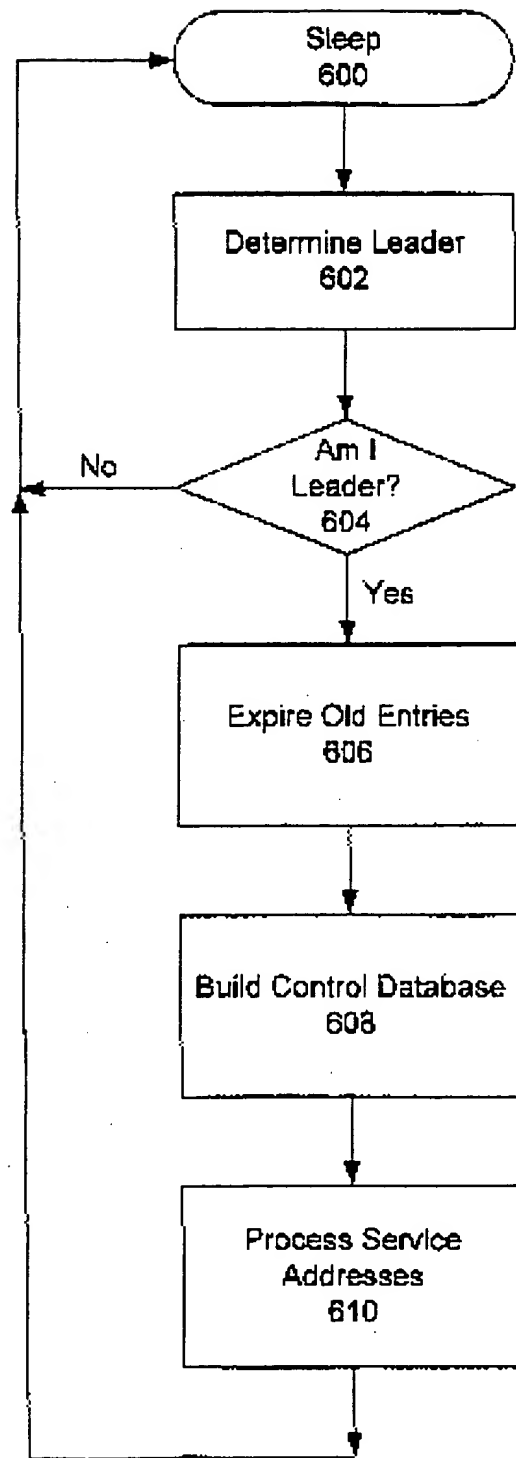 Sleep
600
Determine Leader
602
Am I
Leader?
604
No
Yes
Expire Old Entries
606
Build Control Database
608
Process Service
Addresses
610